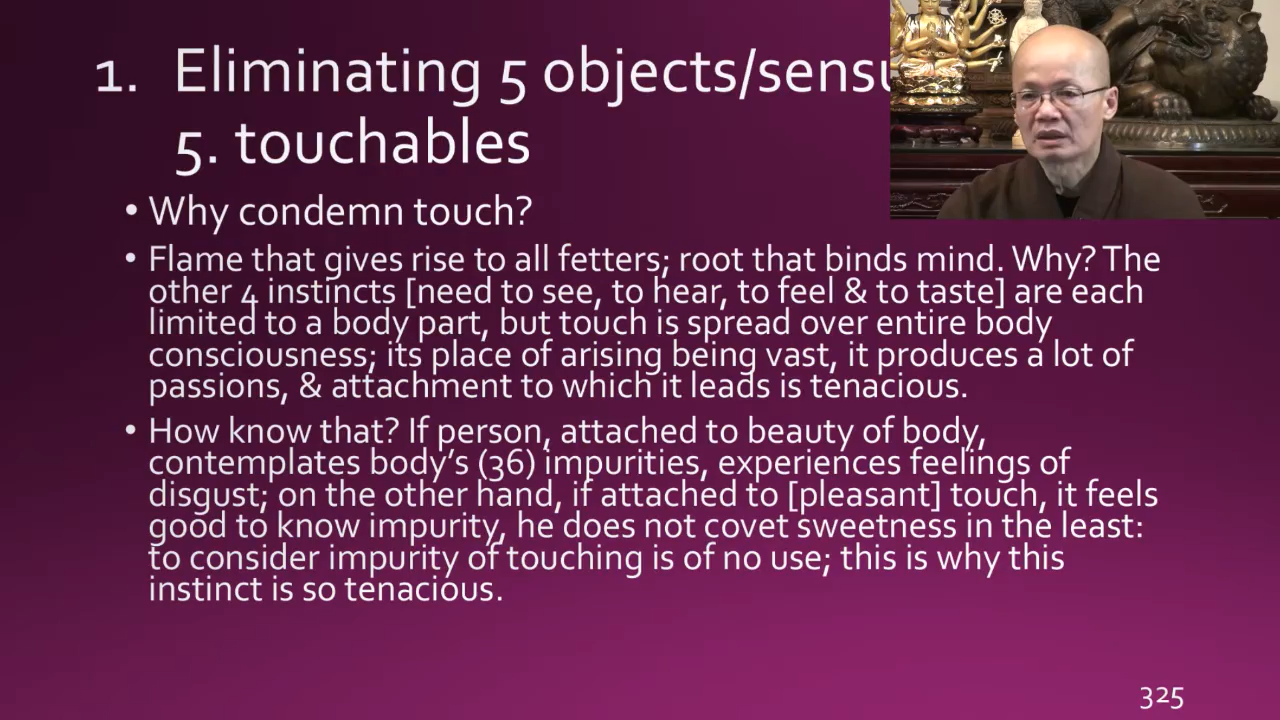 1. Eliminating 5 objects/sensu
5. touchables
• Why condemn touch?
• Flame that gives rise to all fetters; root that binds mind. Why? The
other 4 instincts [need to see, to hear, to feel & to taste] are each
limited to a body part, but touch is spread over entire body
consciousness; its place of arising being vast, it produces a lot of
passions, & attachment to which it leads is tenacious.
• How know that? If person, attached to beauty of body,
contemplates body’s (36) impurities, experiences feelings of
disgust; on the other hand, if attached to [pleasant] touch, it feels
good to know impurity, he does not covet sweetness in the least:
to consider impurity of touching is of no use; this is why this
instinct is so tenacious.
325